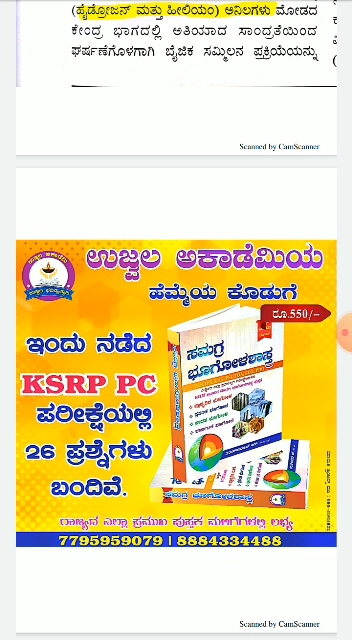 (ಹೈಡ್ರೋಜನ್ ಮತ್ತು ಹೀಲಿಯಂ) ಅನಿಲಗಳು ಮೋಡದ
ಕೇಂದ್ರ ಭಾಗದಲ್ಲಿ ಅತಿಯಾದ ಸಾಂದ್ರತೆಯಿಂದ
ಘರ್ಷಣೆಗೊಳಗಾಗಿ ಬೈಜಿಕ ಸಮ್ಮಿಲನ ಪ್ರಕ್ರಿಯೆಯನ್ನು
Scanned by CamScanner
ಉಜ್ವಲ ಅಕಾಡೆಮಿಯ
ಹೆಮ್ಮೆಯ ಕೊಡುಗೆ
ರೂ.550/-
ಇಂದು ನಡೆದ
KSRP PC
ಪರೀಕ್ಷೆಯಲ್ಲಿ
26 ಪ್ರಶ್ನೆಗಳು
ಬಂದಿವೆ.
ಸಮಗ್ರ
ಭೂಗೋಳಶಾಸ್ತ್ರ
ಸಮಗ್ರ ಭೂಗೋಳಶಾಸ್ತ್ರ
ರಾಜ್ಯದ ಎಲ್ಲಾ ಪ್ರಮುಖ ಪುಸ್ತಕ ಮಳಿಗೆಗಳಲ್ಲಿ ಲಭ್ಯ
7795959079 | 8884334488
Scanned by CamScanner